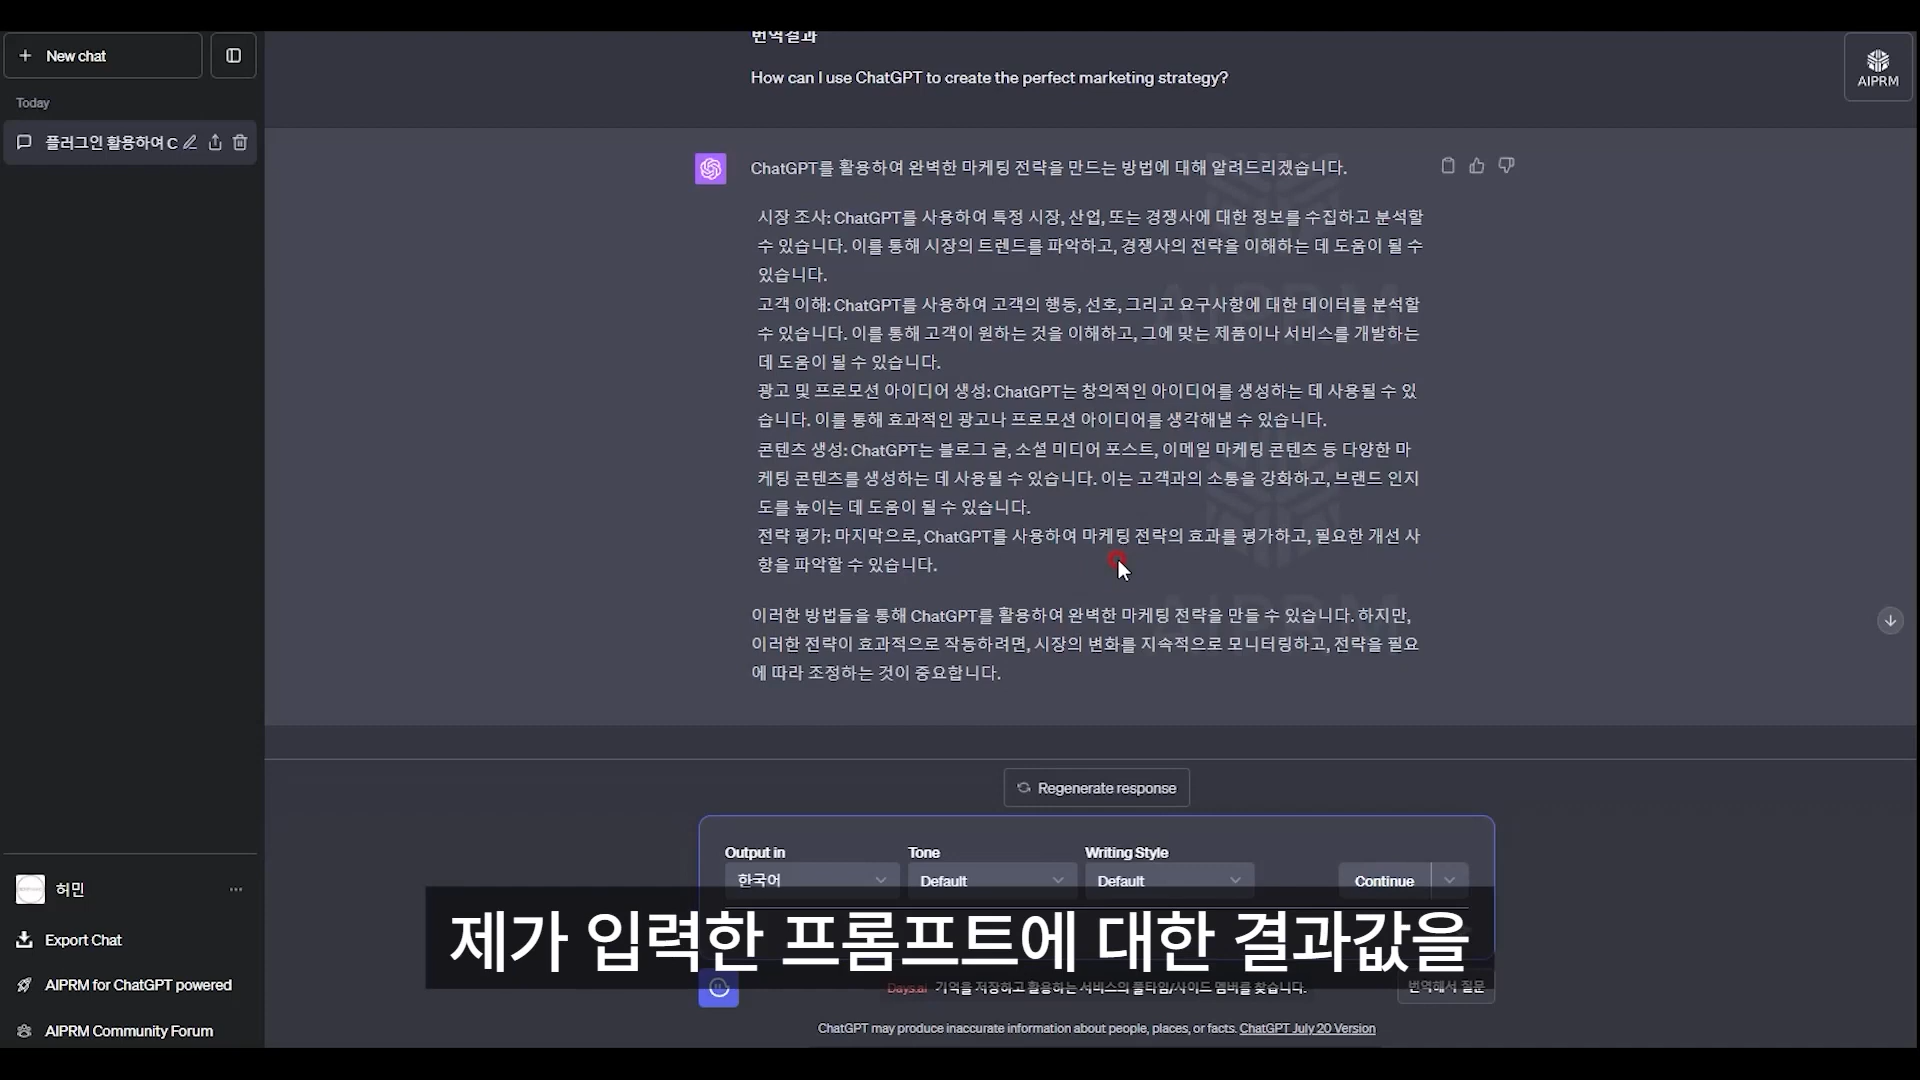 New chat
Today
플러그인 활용하여 C
번역결과
How can I use ChatGPT to create the perfect marketing strategy?
AIPRM
ChatGPT를 활용하여 완벽한 마케팅 전략을 만드는 방법에 대해 알려드리겠습니다.
시장 조사: ChatGPT를 사용하여 특정 시장, 산업, 또는 경쟁사에 대한 정보를 수집하고 분석할
수 있습니다. 이를 통해 시장의 트렌드를 파악하고, 경쟁사의 전략을 이해하는 데 도움이 될 수
있습니다.
고객 이해: ChatGPT를 사용하여 고객의 행동, 선호, 그리고 요구사항에 대한 데이터를 분석할
수 있습니다. 이를 통해 고객이 원하는 것을 이해하고, 그에 맞는 제품이나 서비스를 개발하는
데 도움이 될 수 있습니다.
광고 및 프로모션 아이디어 생성: ChatGPT는 창의적인 아이디어를 생성하는 데 사용될 수 있
습니다. 이를 통해 효과적인 광고나 프로모션 아이디어를 생각해낼 수 있습니다.
콘텐츠 생성: ChatGPT는 블로그 글, 소셜 미디어 포스트, 이메일 마케팅 콘텐츠 등 다양한 마
케팅 콘텐츠를 생성하는 데 사용될 수 있습니다. 이는 고객과의 소통을 강화하고, 브랜드 인지
도를 높이는 데 도움이 될 수 있습니다.
전략 평가: 마지막으로, ChatGPT를 사용하여 마케팅 전략의 효과를 평가하고, 필요한 개선 사
항을 파악할 수 있습니다.
이러한 방법들을 통해 ChatGPT를 활용하여 완벽한 마케팅 전략을 만들 수 있습니다. 하지만,
이러한 전략이 효과적으로 작동하려면, 시장의 변화를 지속적으로 모니터링하고, 전략을 필요
에 따라 조정하는 것이 중요합니다.
Regenerate response
Output in Tone Writing Style
한국어 Default Default Continue
제가 입력한 프롬프트에 대한 결과값을
Days.ai 기억을 저장하고 활용하는 서비스의 풀타임/사이드 멤버를 찾습니다. 번역해서 질문
ChatGPT may produce inaccurate information about people, places, or facts. ChatGPT July 20 Version
허민
Export Chat
AIPRM for ChatGPT powered
AIPRM Community Forum